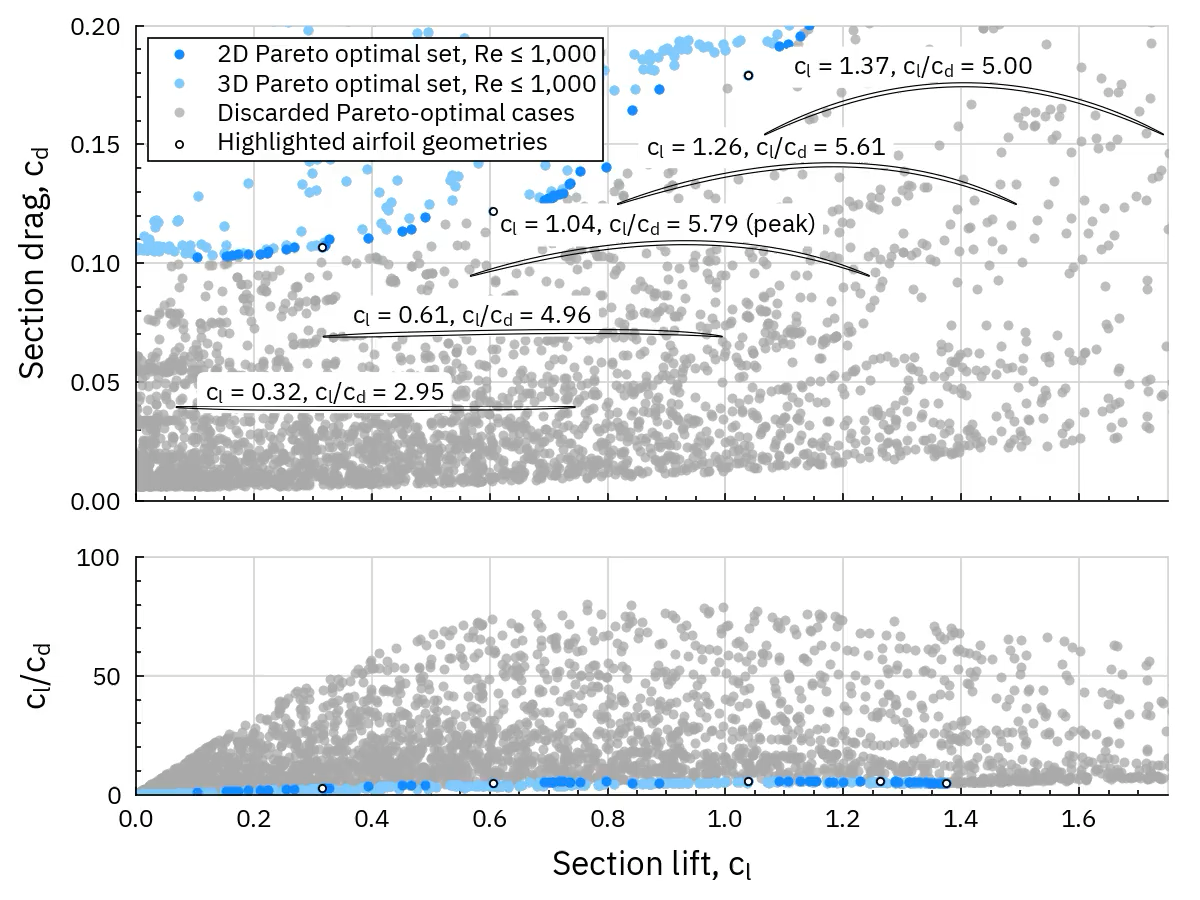 0.20
0.15
0.10
0.05
0.00
Section drag, cd
2D Pareto optimal set, Re ≤ 1,000
3D Pareto optimal set, Re ≤ 1,000
Discarded Pareto-optimal cases
Highlighted airfoil geometries
cl = 1.37, cl/cd = 5.00
cl = 1.26, cl/cd = 5.61
cl = 1.04, cl/cd = 5.79 (peak)
cl = 0.61, cl/cd = 4.96
cl = 0.32, cl/cd = 2.95
100
50
0
cl/cd
0.0 0.2 0.4 0.6 0.8 1.0 1.2 1.4 1.6
Section lift, cl